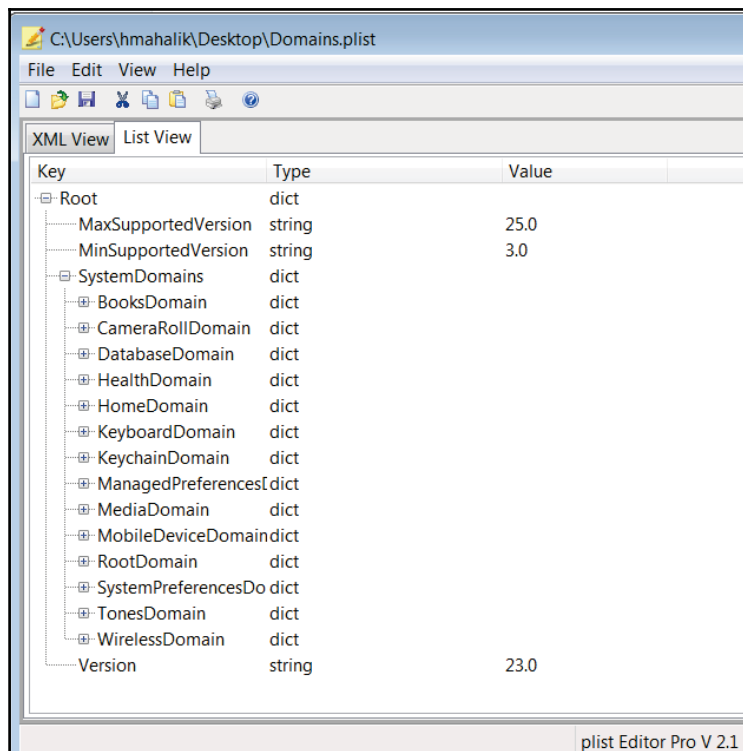 C:\Users\hmahalik\Desktop\Domains.plist
File Edit View Help
XML View List View
Key Type Value
Root dict
MaxSupportedVersion string 25.0
MinSupportedVersion string 3.0
SystemDomains dict
BooksDomain dict
CameraRollDomain dict
DatabaseDomain dict
HealthDomain dict
HomeDomain dict
KeyboardDomain dict
KeychainDomain dict
ManagedPreferencesD dict
MediaDomain dict
MobileDeviceDomain dict
RootDomain dict
SystemPreferencesDo dict
TonesDomain dict
WirelessDomain dict
Version string 23.0
plist Editor Pro V 2.1